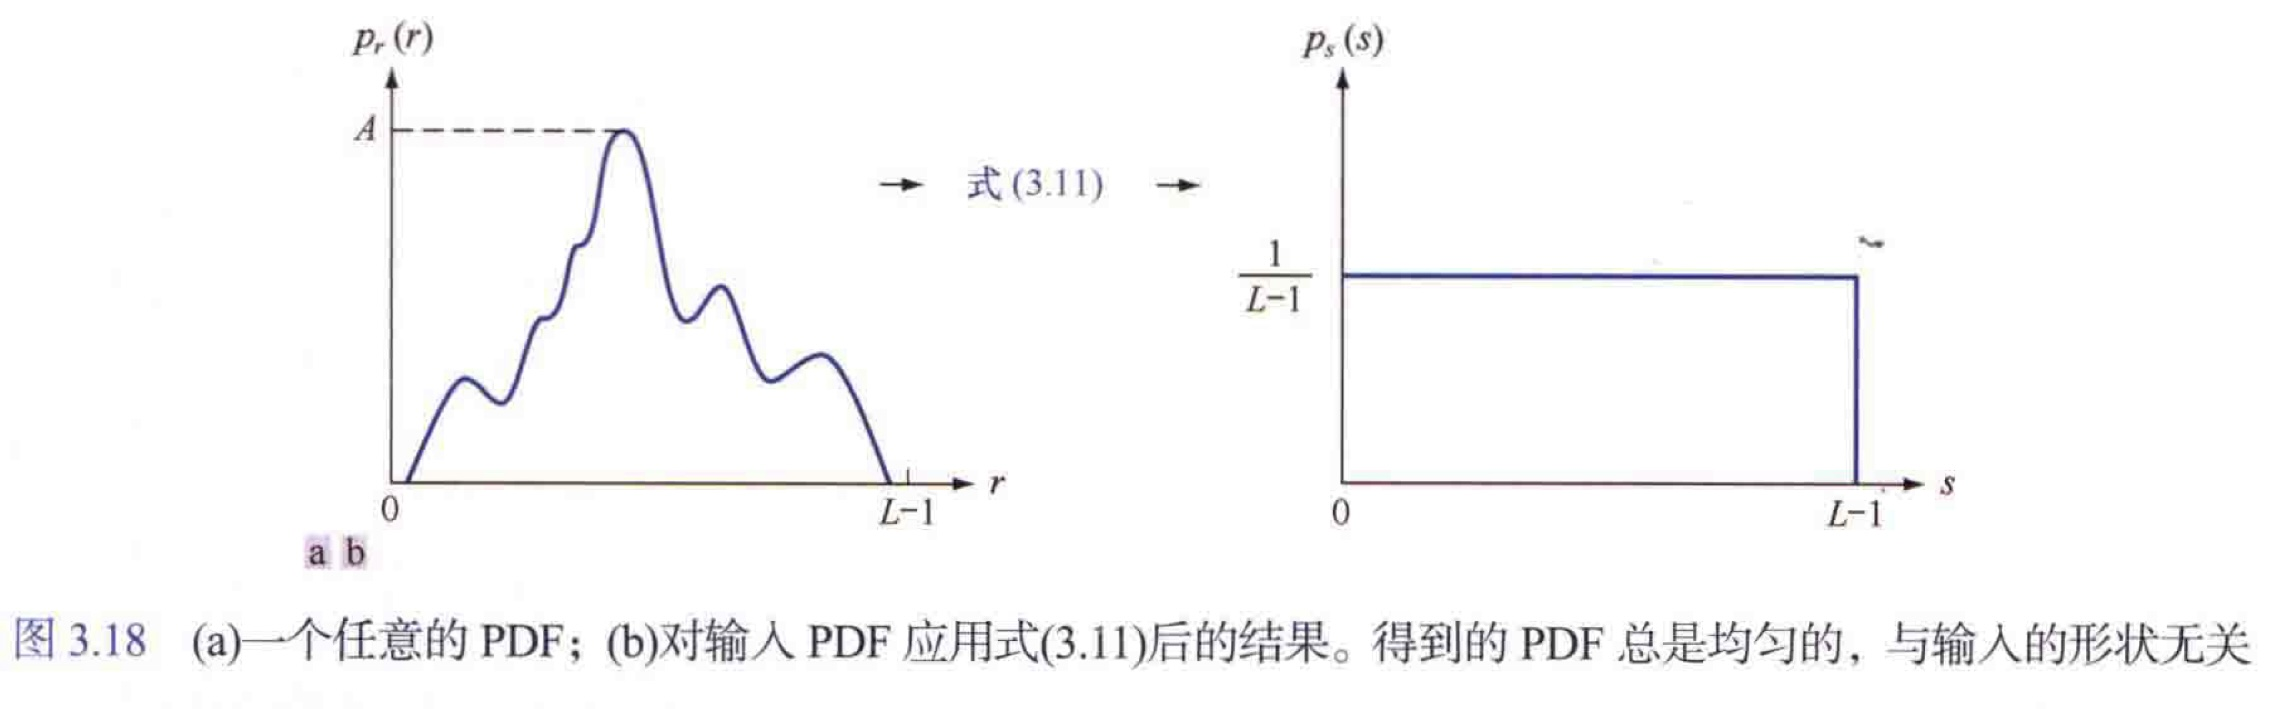 p_r (r)
A
0
L-1
r
→ 式 (3.11) →
p_s (s)
1
L-1
0
L-1
s
a b
图 3.18 (a)一个任意的 PDF；(b)对输入 PDF 应用式(3.11)后的结果。得到的 PDF 总是均匀的，与输入的形状无关